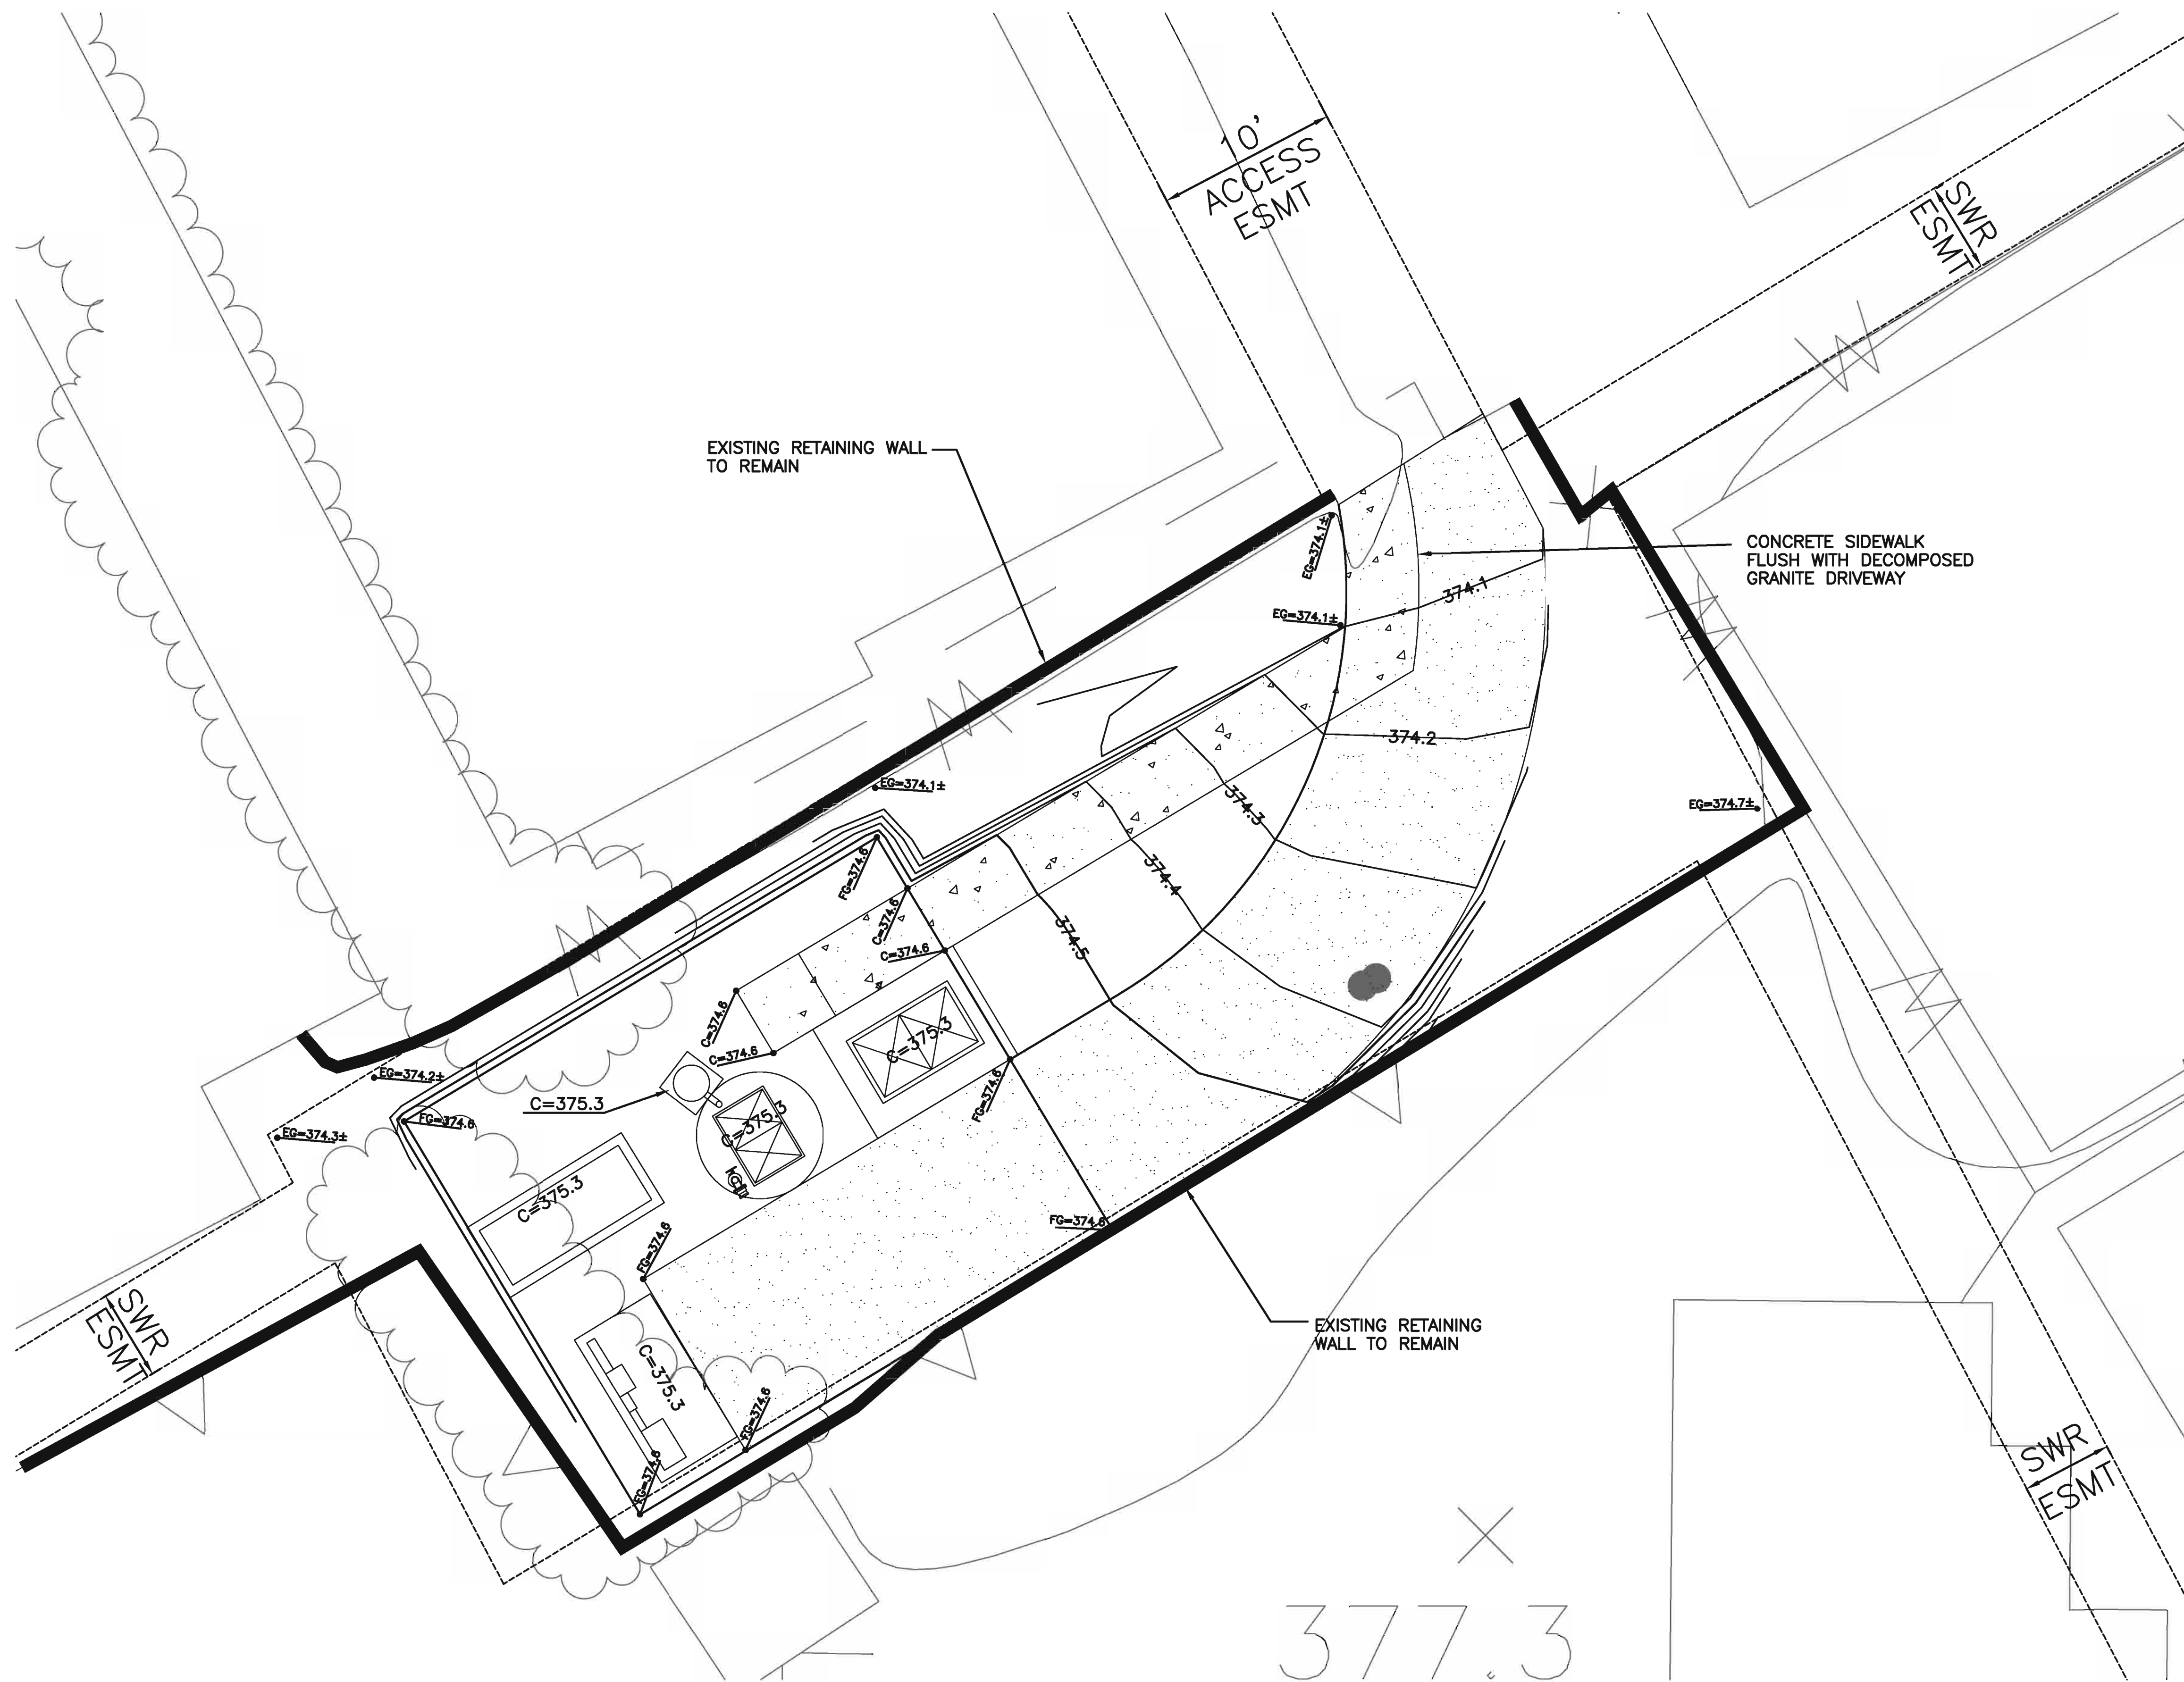 10'
ACCESS
ESMT
SWR
ESMT
EXISTING RETAINING WALL
TO REMAIN
CONCRETE SIDEWALK
FLUSH WITH DECOMPOSED
GRANITE DRIVEWAY
EG=374.1±
374.1
EG=374.1±
374.2
EG=374.1±
374.3
EG=374.7±
374.4
FG=374.6
C=374.6
374.5
C=374.6
C=374.6
C=375.3
C=374.6
EG=374.2±
C=375.3
FG=374.6
C=375.3
FG=374.6
EG=374.3±
C=375.3
FG=374.6
FG=374.6
SWR
ESMT
EXISTING RETAINING
WALL TO REMAIN
C=375.3
FG=374.6
FG=374.6
SWR
ESMT
377.3